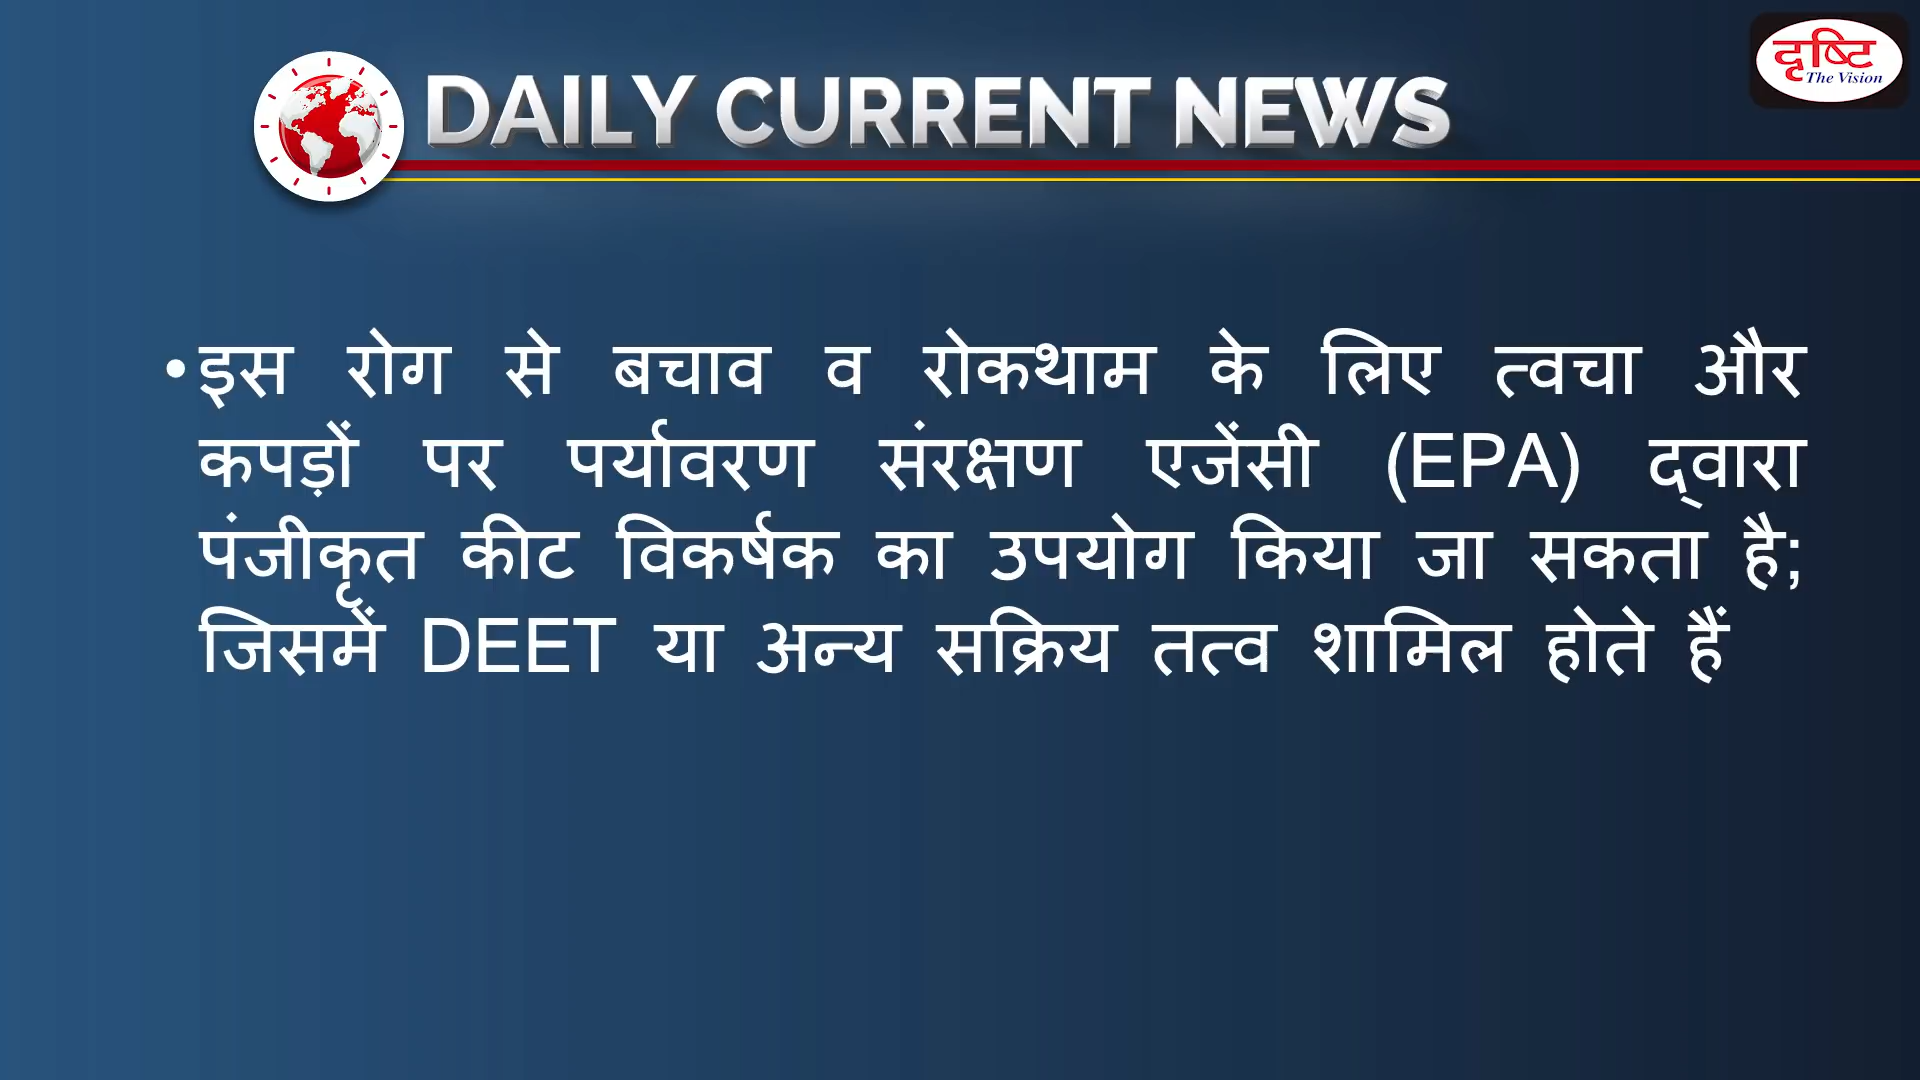 दृष्टि
The Vision
DAILY CURRENT NEWS
•इस रोग से बचाव व रोकथाम के लिए त्वचा और
कपड़ों पर पर्यावरण संरक्षण एजेंसी (EPA) द्वारा
पंजीकृत कीट विकर्षक का उपयोग किया जा सकता है;
जिसमें DEET या अन्य सक्रिय तत्व शामिल होते हैं